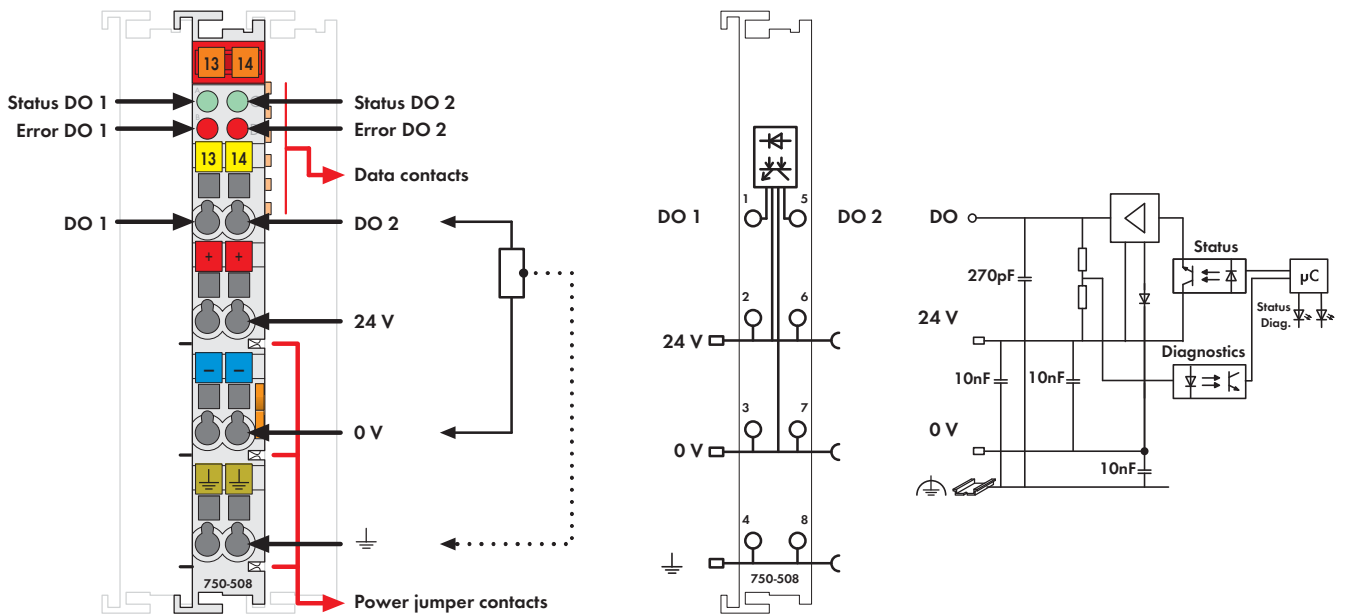 13 14
A C
Status DO 1
Status DO 2
Error DO 1
Error DO 2
B
13 14
Data contacts
DO 1
DO 2
+ +
24 V
− −
0 V
750-508
Power jumper contacts
1
5
DO 1
DO 2
2
6
24 V
3
7
0 V
4
8
750-508
DO
270pF
Status
µC
Status
Diag.
24 V
Diagnostics
10nF
10nF
0 V
10nF